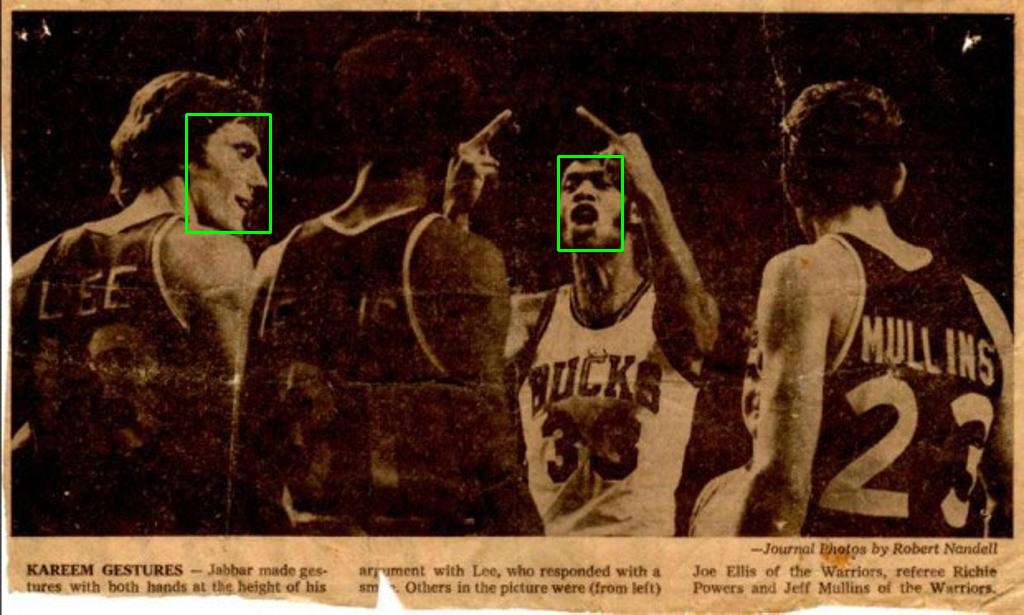 LEE
BUCKS
33
MULLINS
23
—Journal Photos by Robert Nandell
KAREEM GESTURES — Jabbar made ges-
tures with both hands at the height of his
argument with Lee, who responded with a
smile. Others in the picture were (from left)
Joe Ellis of the Warriors, referee Richie
Powers and Jeff Mullins of the Warriors.